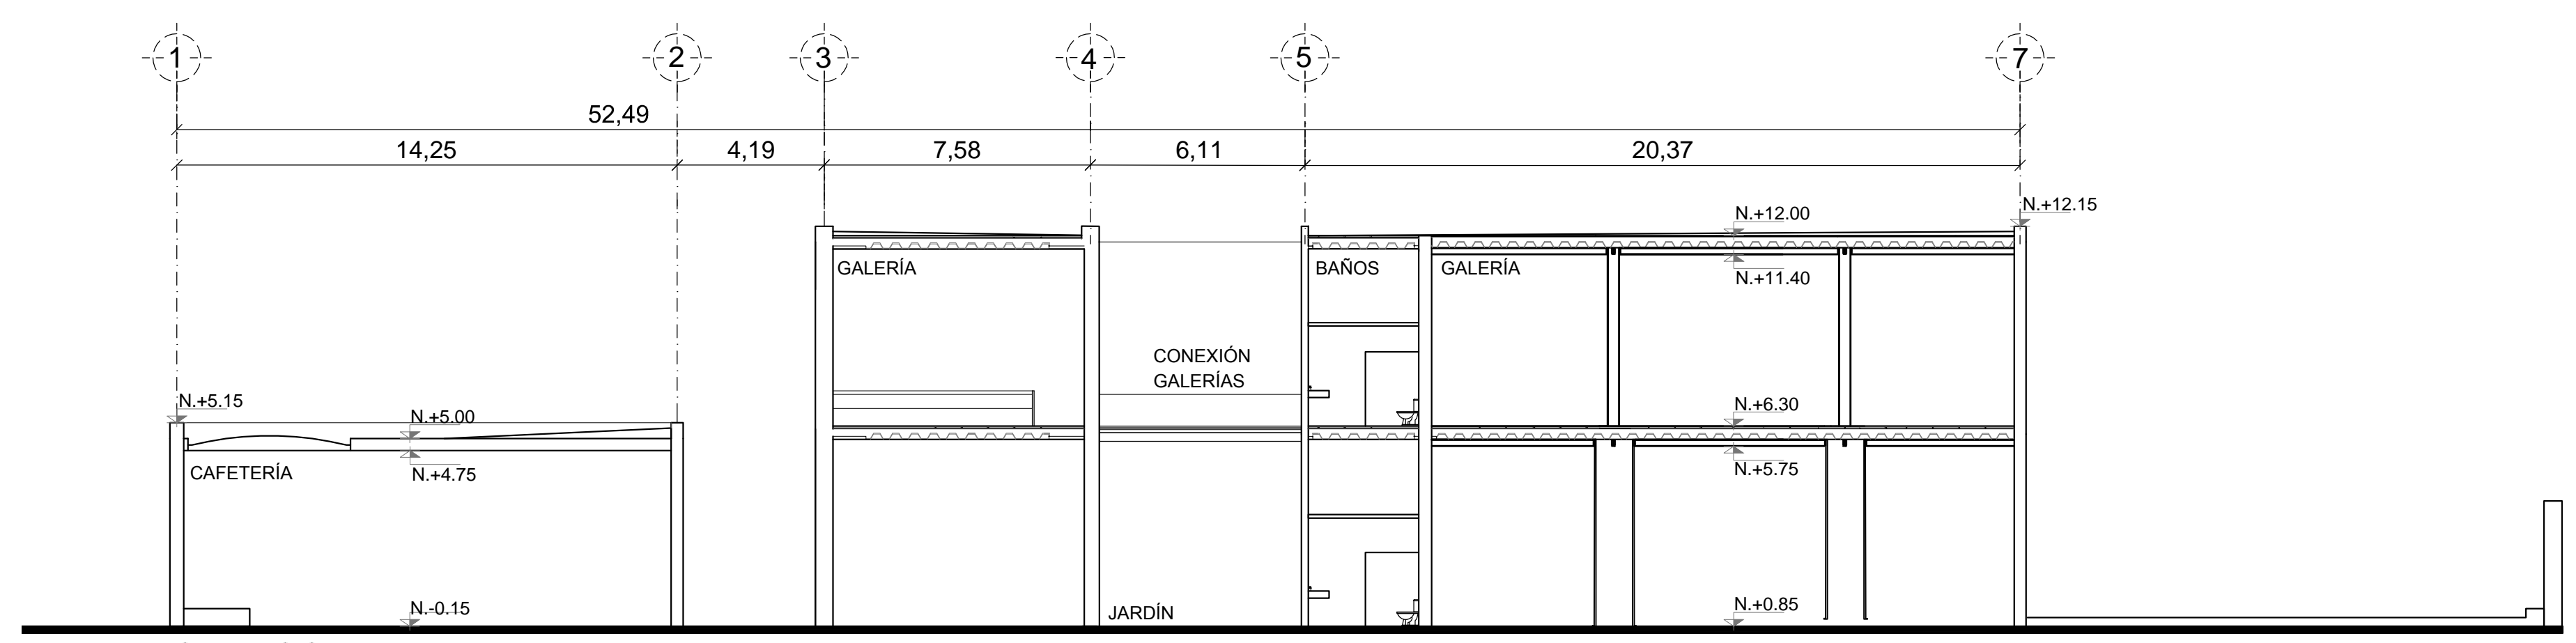 1 2 3 4 5 7
52,49
14,25 4,19 7,58 6,11 20,37
N.+12.15
N.+12.00
GALERÍA BAÑOS GALERÍA
N.+11.40
CONEXIÓN
GALERÍAS
N.+5.15
N.+5.00
N.+6.30
CAFETERÍA
N.+4.75
N.+5.75
N.-0.15
JARDÍN
N.+0.85